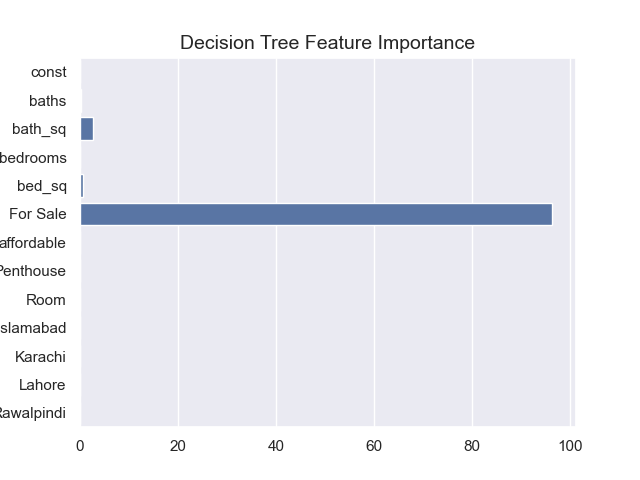 Decision Tree Feature Importance
const
baths
bath_sq
bedrooms
bed_sq
For Sale
affordable
Penthouse
Room
slamabad
Karachi
Lahore
Rawalpindi
0 20 40 60 80 100